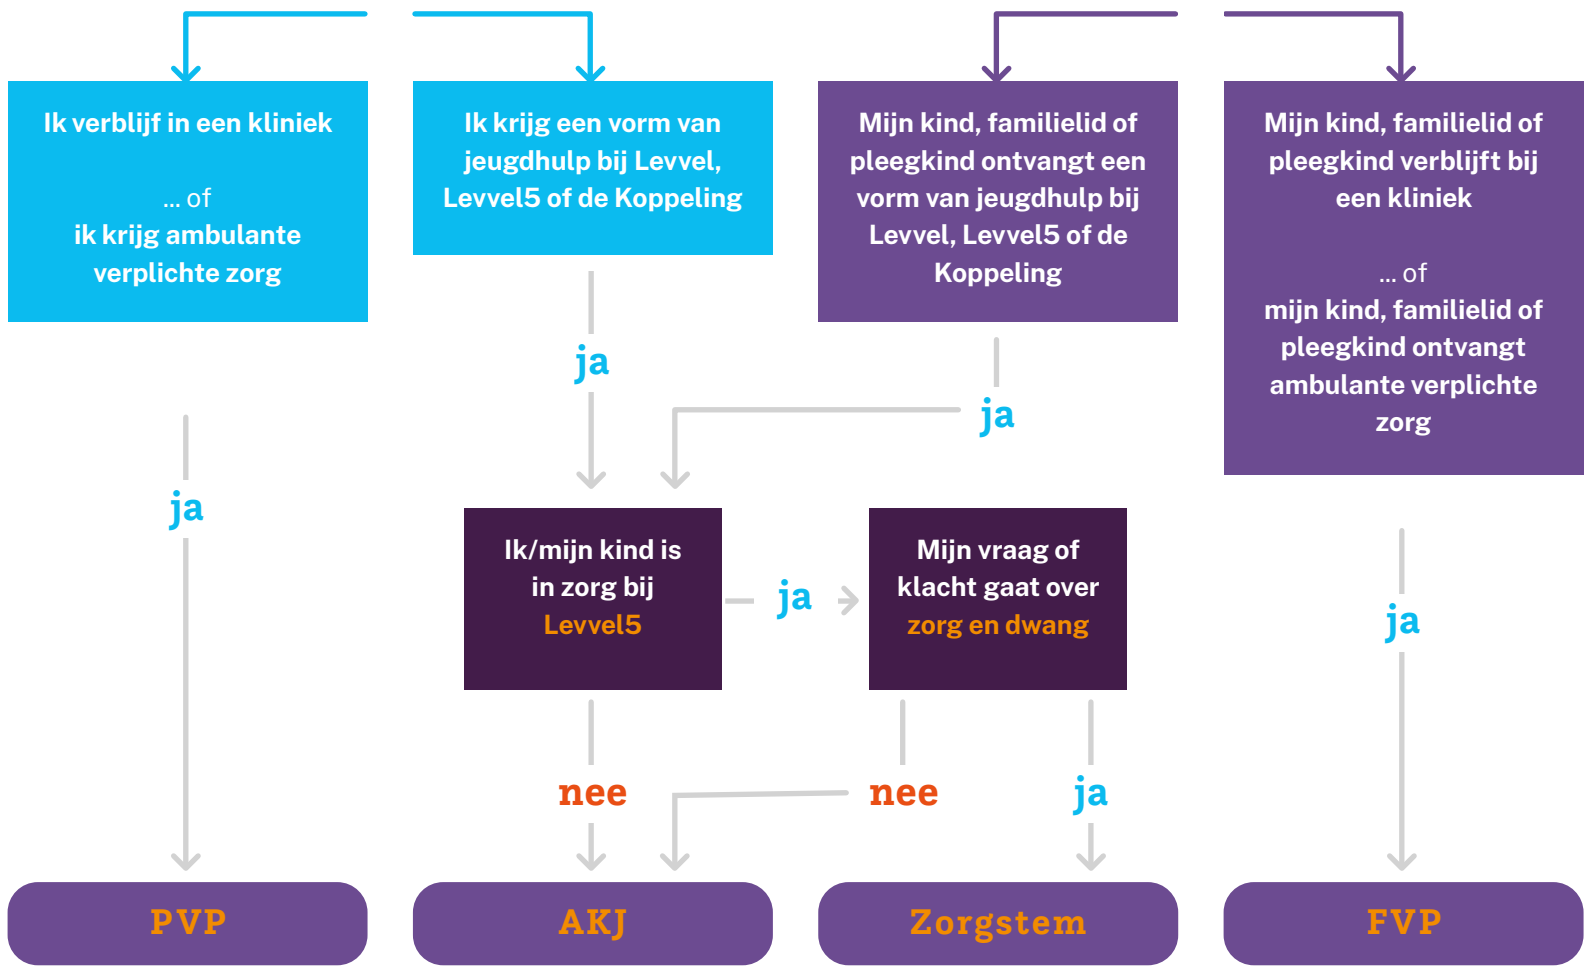 Ik verblijf in een kliniek
... of
ik krijg ambulante
verplichte zorg
Ik krijg een vorm van
jeugdhulp bij Levvel,
Levvel5 of de Koppeling
Mijn kind, familielid of
pleegkind ontvangt een
vorm van jeugdhulp bij
Levvel, Levvel5 of de
Koppeling
Mijn kind, familielid of
pleegkind verblijft bij
een kliniek
... of
mijn kind, familielid of
pleegkind ontvangt
ambulante verplichte
zorg
ja
ja
ja
ja
Ik/mijn kind is
in zorg bij
Levvel5
ja
Mijn vraag of
klacht gaat over
zorg en dwang
nee
nee
ja
PVP
AKJ
Zorgstem
FVP